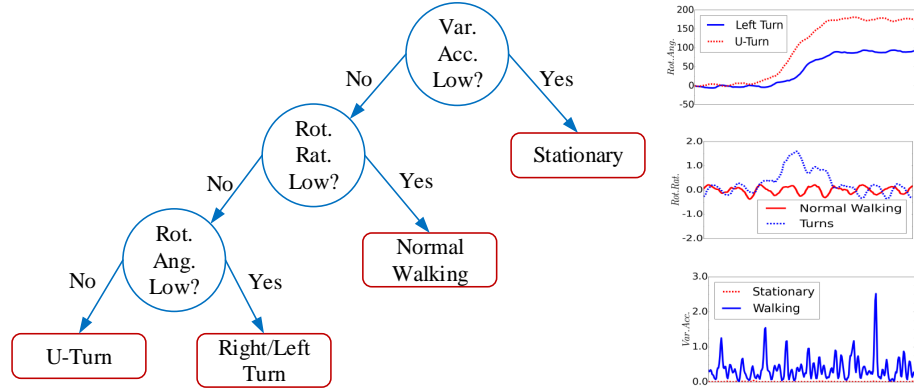 Var.
Acc.
Low?
No
Yes
Rot.
Rat.
Low?
Stationary
No
Yes
Rot.
Ang.
Low?
Normal
Walking
No
Yes
U-Turn
Right/Left
Turn
200
150
100
50
0
50
Rot.Ang.
Left Turn
U-Turn
2.0
1.0
0.0
-1.0
-2.0
Rot.Rat.
Normal Walking
Turns
3.0
2.0
1.0
0.0
Var.Acc.
Stationary
Walking